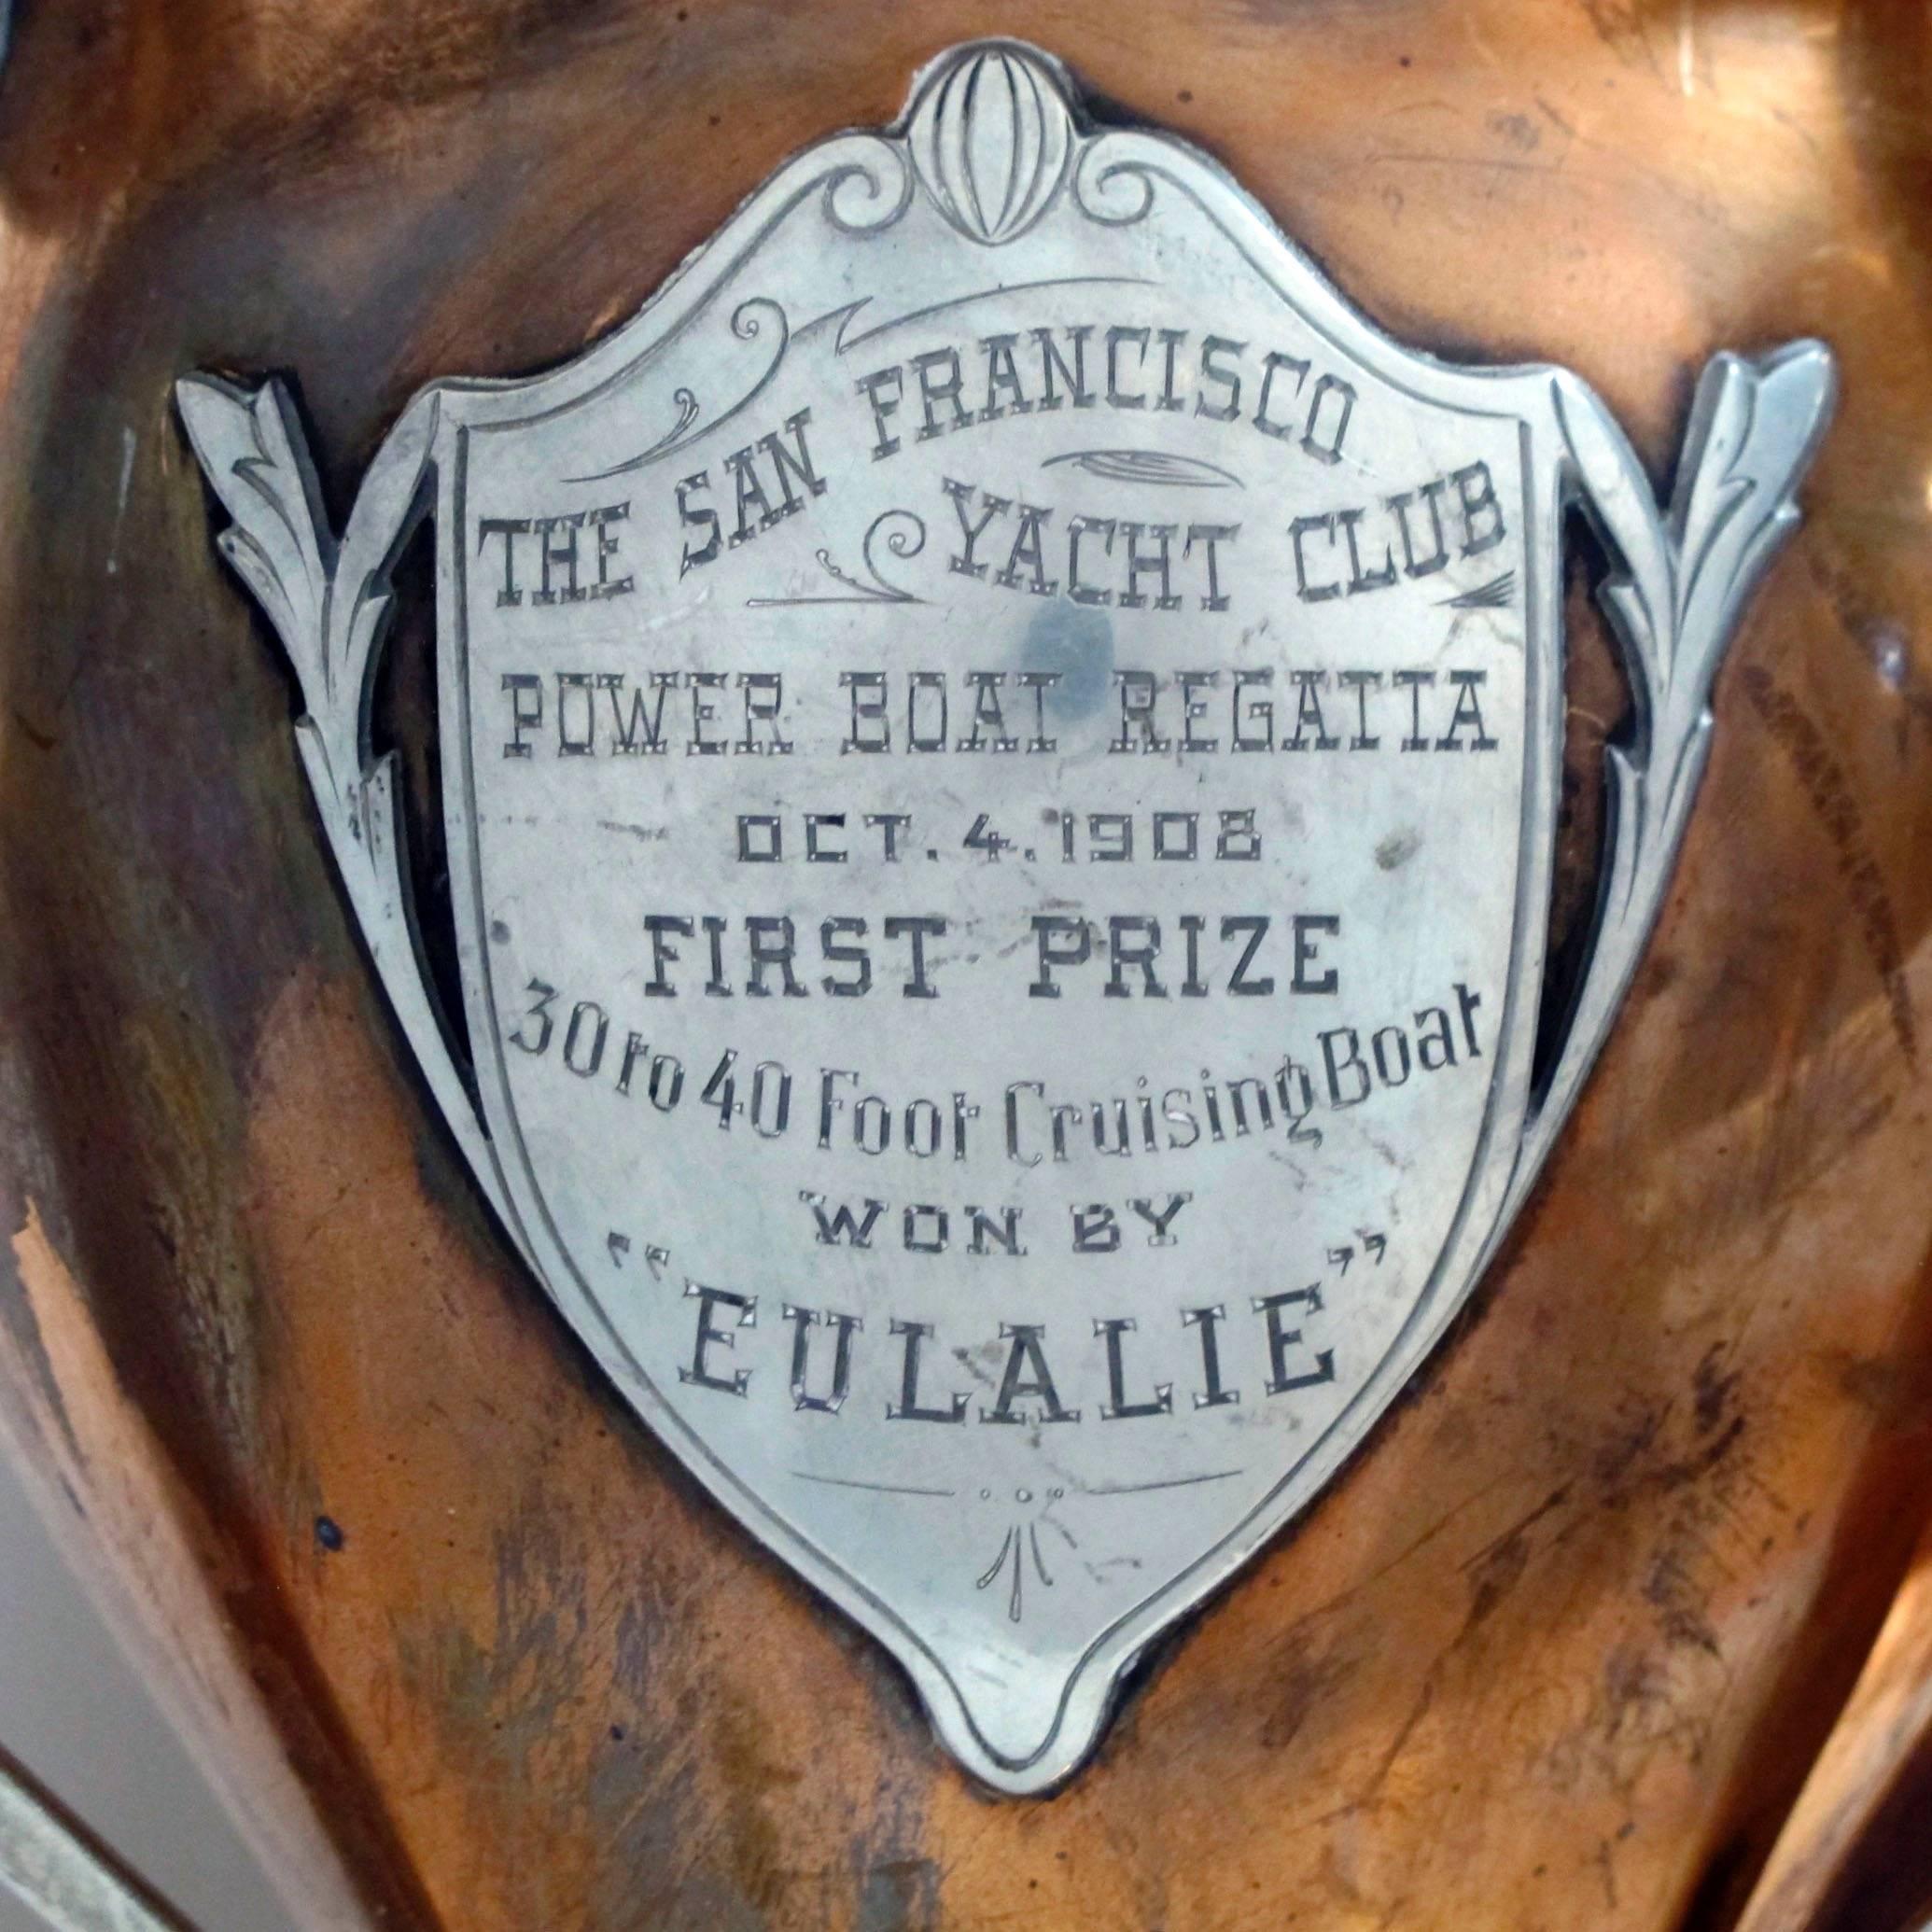 THE SAN FRANCISCO
YACHT CLUB
POWER BOAT REGATTA
OCT. 4. 1908
FIRST PRIZE
30 to 40 Foot Cruising Boat
WON BY
“EULALIE”